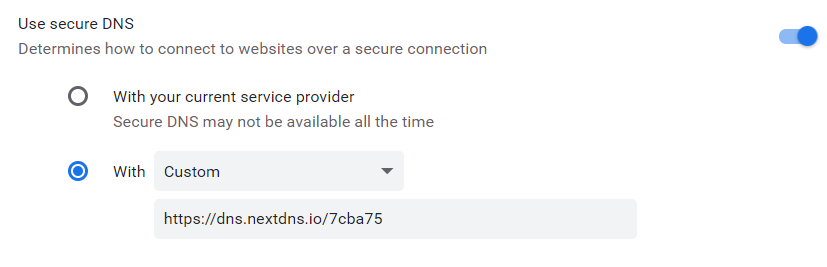 Use secure DNS
Determines how to connect to websites over a secure connection
With your current service provider
Secure DNS may not be available all the time
With Custom
https://dns.nextdns.io/7cba75